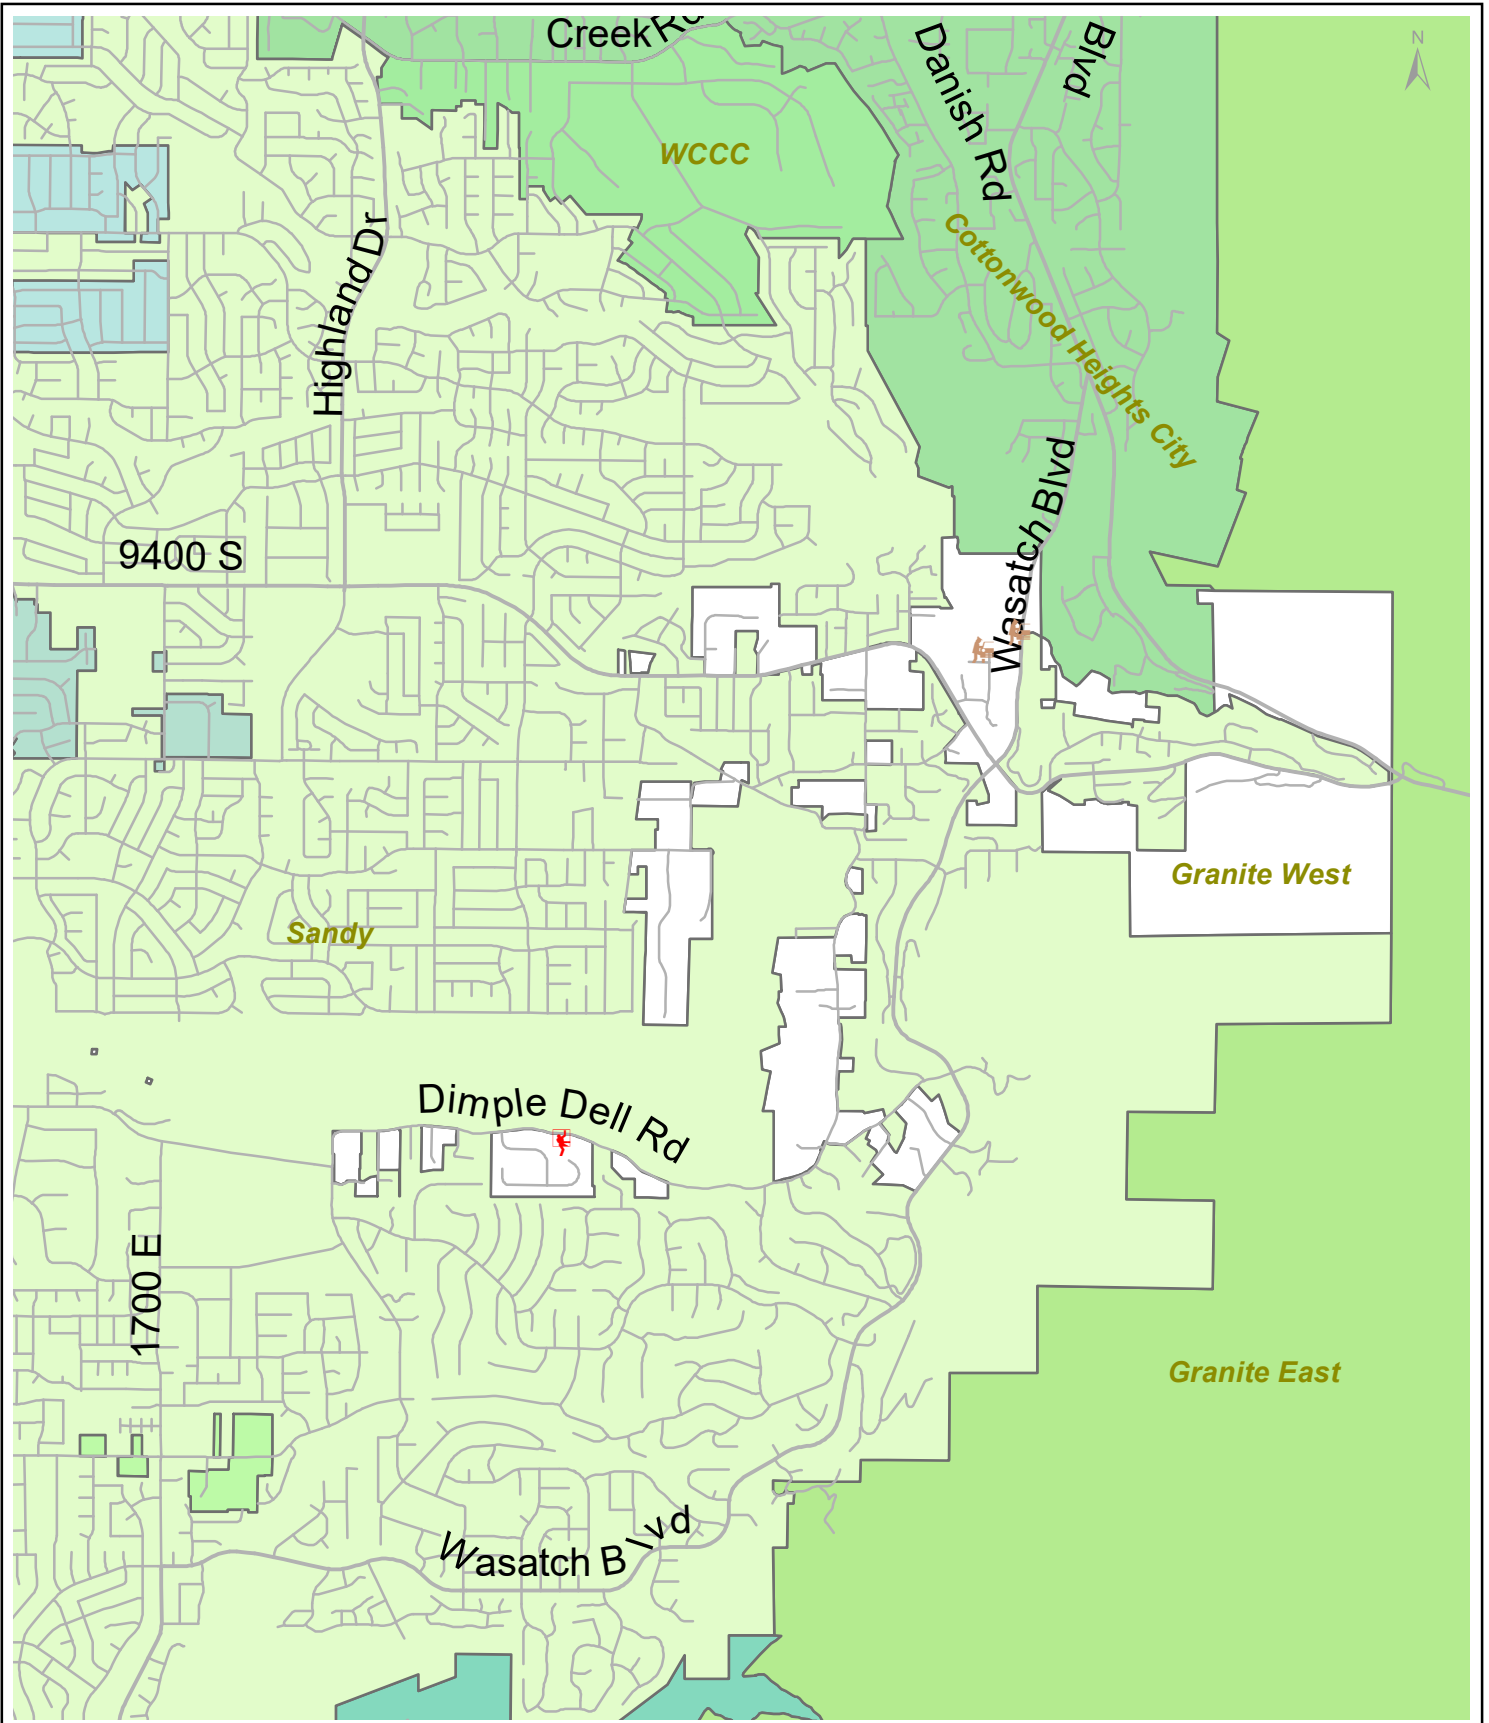 Creek Rd
Danish Rd
Blvd
N
WCCC
Cottonwood Heights City
Highland Dr
Wasatch Blvd
9400 S
Granite West
Sandy
Dimple Dell Rd
1700 E
Granite East
Wasatch Blvd